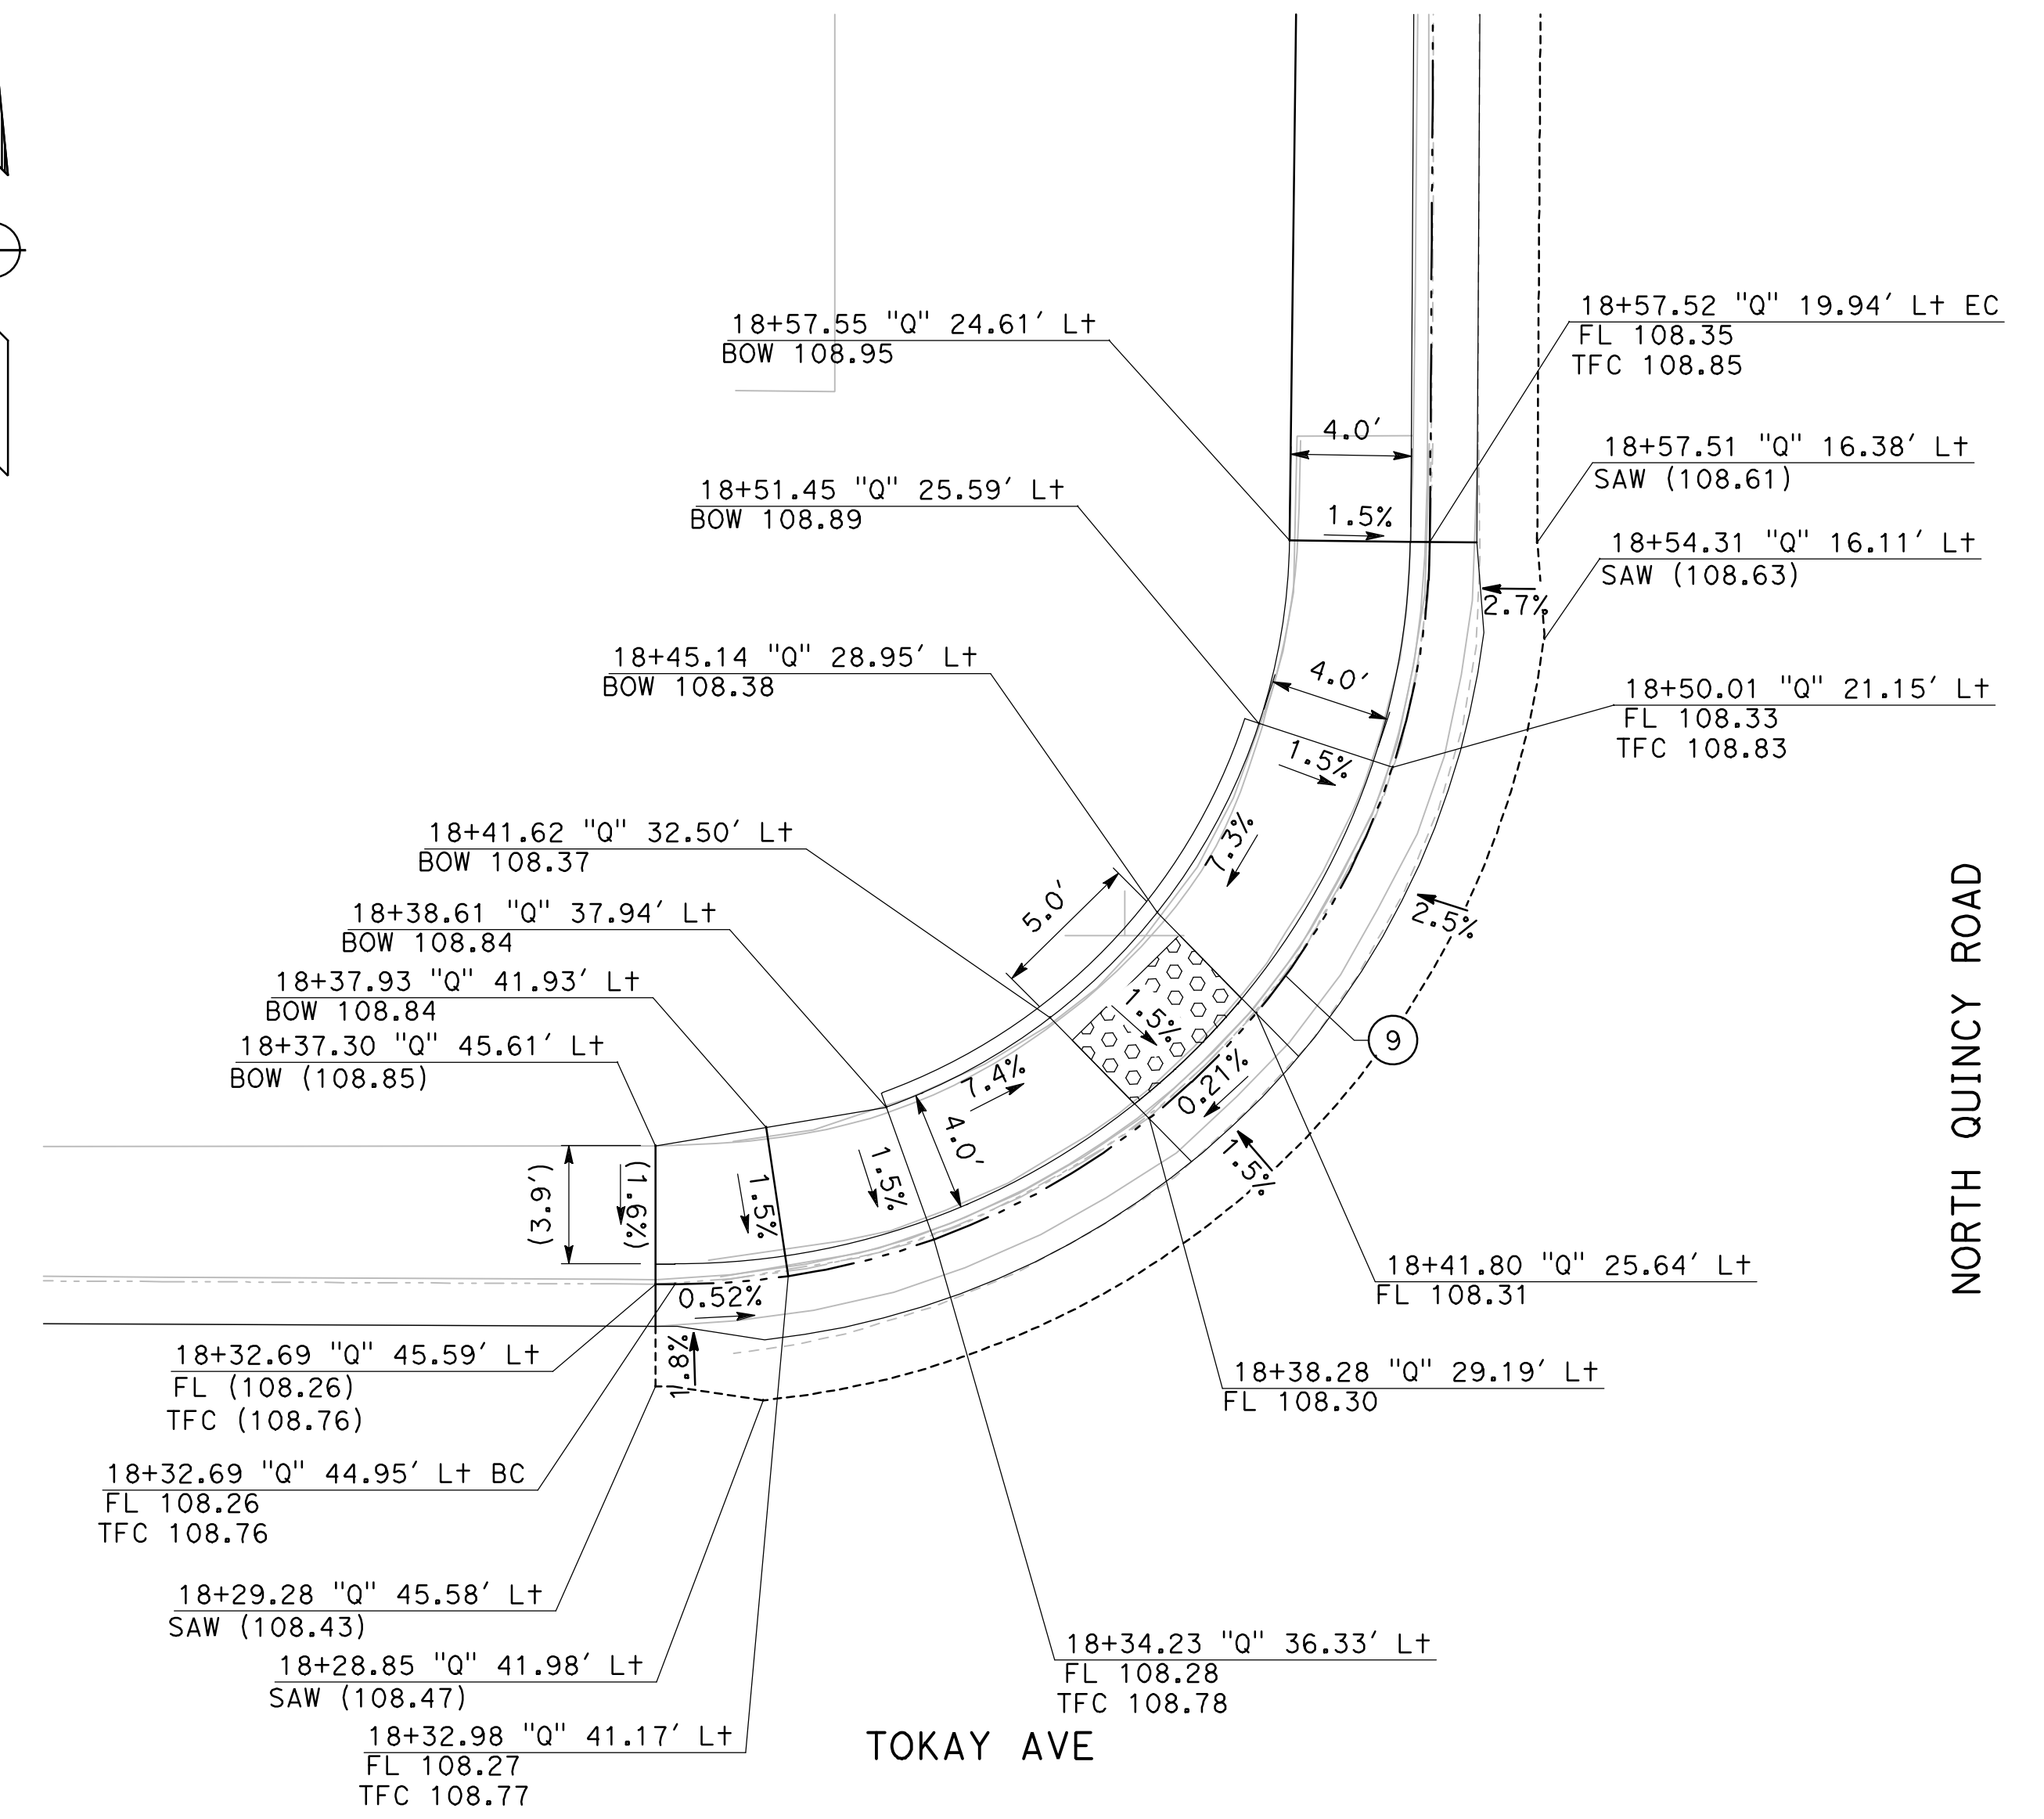 18+57.55 "Q" 24.61' Lt
BOW 108.95
18+57.52 "Q" 19.94' Lt EC
FL 108.35
TFC 108.85
4.0'
18+57.51 "Q" 16.38' Lt
SAW (108.61)
18+51.45 "Q" 25.59' Lt
BOW 108.89
1.5%
18+54.31 "Q" 16.11' Lt
SAW (108.63)
2.7%
18+45.14 "Q" 28.95' Lt
BOW 108.38
4.0'
18+50.01 "Q" 21.15' Lt
FL 108.33
TFC 108.83
1.5%
18+41.62 "Q" 32.50' Lt
BOW 108.37
7.3%
5.0'
2.5%
18+38.61 "Q" 37.94' Lt
BOW 108.84
18+37.93 "Q" 41.93' Lt
BOW 108.84
1.5%
9
18+37.30 "Q" 45.61' Lt
BOW (108.85)
7.4%
0.21%
4.0'
1.5%
(3.9')
(1.6%)
1.5%
1.5%
NORTH QUINCY ROAD
0.52%
1.8%
18+41.80 "Q" 25.64' Lt
FL 108.31
18+32.69 "Q" 45.59' Lt
FL (108.26)
TFC (108.76)
18+38.28 "Q" 29.19' Lt
FL 108.30
18+32.69 "Q" 44.95' Lt BC
FL 108.26
TFC 108.76
18+29.28 "Q" 45.58' Lt
SAW (108.43)
18+34.23 "Q" 36.33' Lt
FL 108.28
TFC 108.78
18+28.85 "Q" 41.98' Lt
SAW (108.47)
18+32.98 "Q" 41.17' Lt
FL 108.27
TFC 108.77
TOKAY AVE